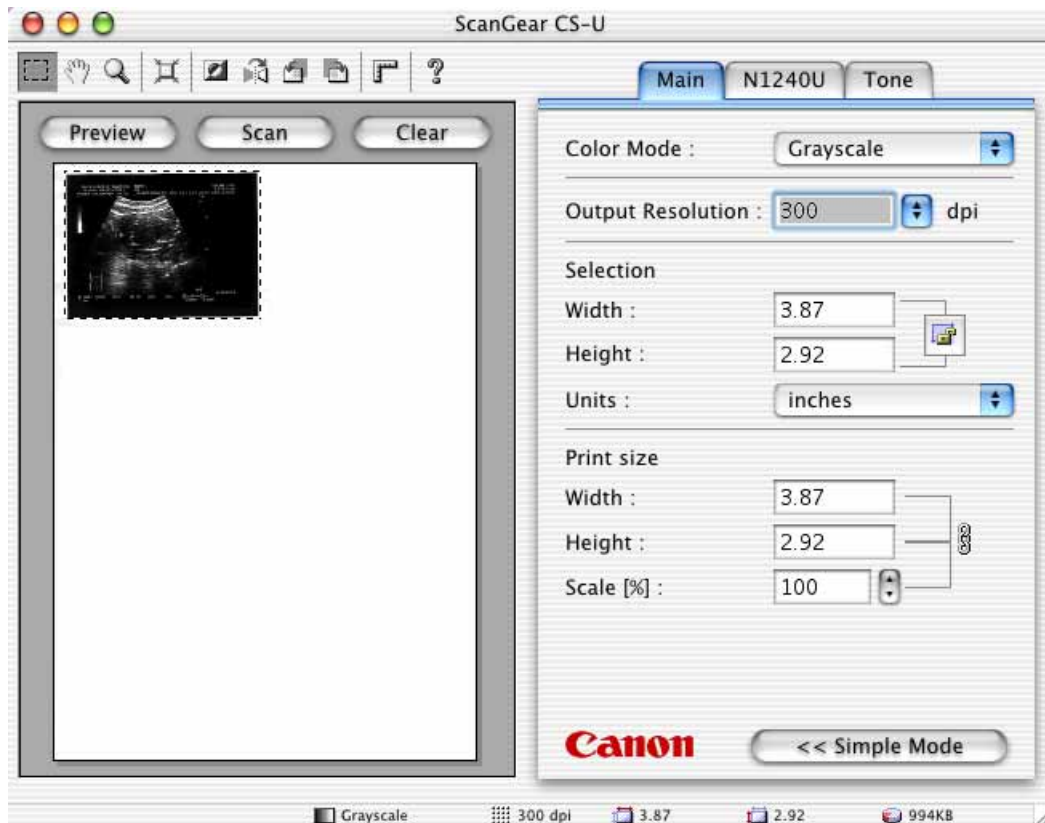 ScanGear CS-U
Main
N1240U
Tone
Preview
Scan
Clear
Color Mode :
Grayscale
Output Resolution :
300
dpi
Selection
Width :
3.87
Height :
2.92
Units :
inches
Print size
Width :
3.87
Height :
2.92
Scale [%] :
100
Canon
<< Simple Mode
Grayscale
300 dpi
3.87
2.92
994KB